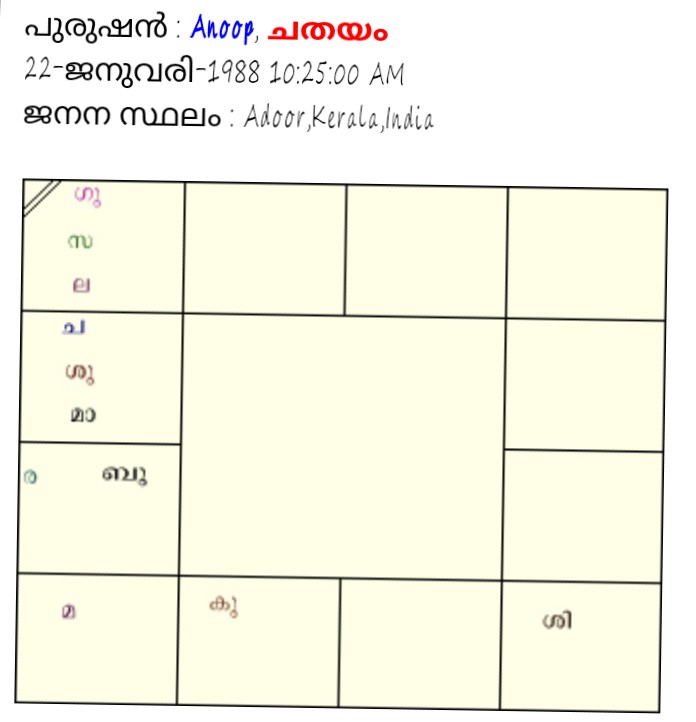 പുരുഷൻ : Anoop, ചതയം
22-ജനുവരി-1988 10:25:00 AM
ജനന സ്ഥലം : Adoor,Kerala,India
ഗു
സ
ല
ച
ശു
മാ
ര ബു
മ
കു
ശി